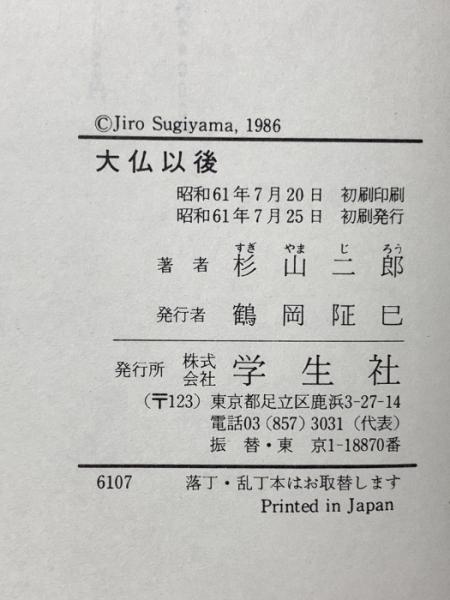 ©Jiro Sugiyama, 1986
大仏以後
昭和61年7月20日 初刷印刷
昭和61年7月25日 初刷発行
すぎ やま じ ろう
著者 杉山二郎
発行者 鶴岡阷巳
発行所 株式会社 学生社
(〒123) 東京都足立区鹿浜3-27-14
電話03 (857) 3031 (代表)
振替・東京1-18870番
6107 落丁・乱丁本はお取替します
Printed in Japan